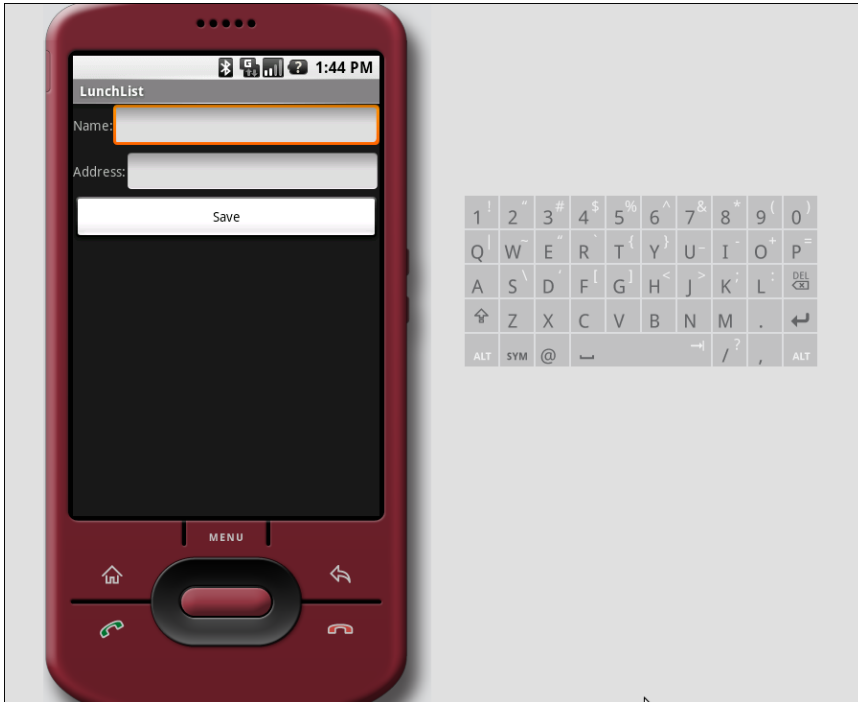 1:44 PM
LunchList
Name:
Address:
Save
MENU
1 ! 2 " 3 # 4 $ 5 % 6 ^ 7 & 8 * 9 ( 0 )
Q | W ~ E " R ` T { Y } U _ I - O + P =
A S \ D ' F [ G ] H < J > K ; L : DEL
Z X C V B N M .
ALT SYM @ / ? , ALT